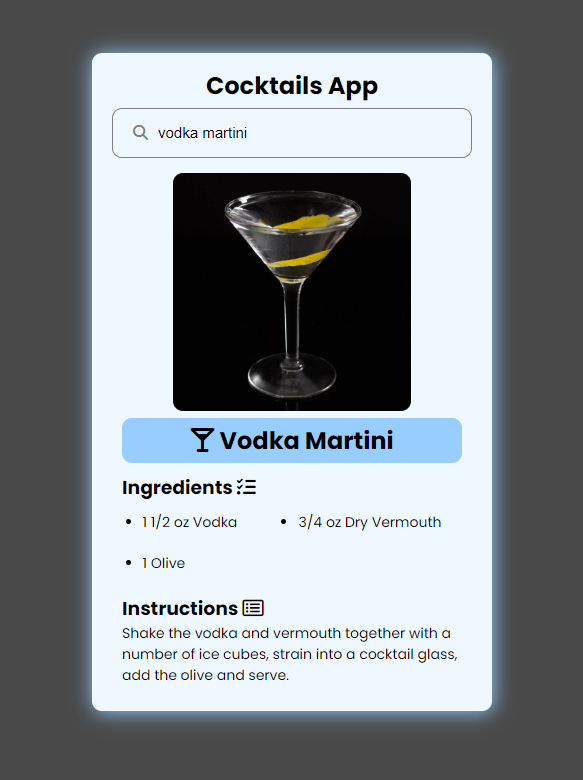 Cocktails App
vodka martini
Vodka Martini
Ingredients
1 1/2 oz Vodka
3/4 oz Dry Vermouth
1 Olive
Instructions
Shake the vodka and vermouth together with a
number of ice cubes, strain into a cocktail glass,
add the olive and serve.